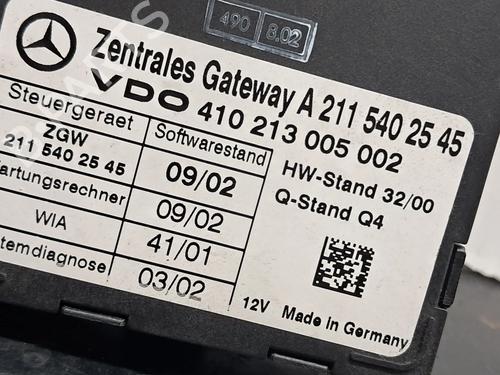 490 8.02
Zentrales Gateway A 211 540 25 45
VDO 410 213 005 002
Steuergeraet Softwarestand
ZGW
211 540 25 45 09/02
artungsrechner 09/02
WIA 41/01
temdiagnose 03/02
HW-Stand 32/00
Q-Stand Q4
12V Made in Germany